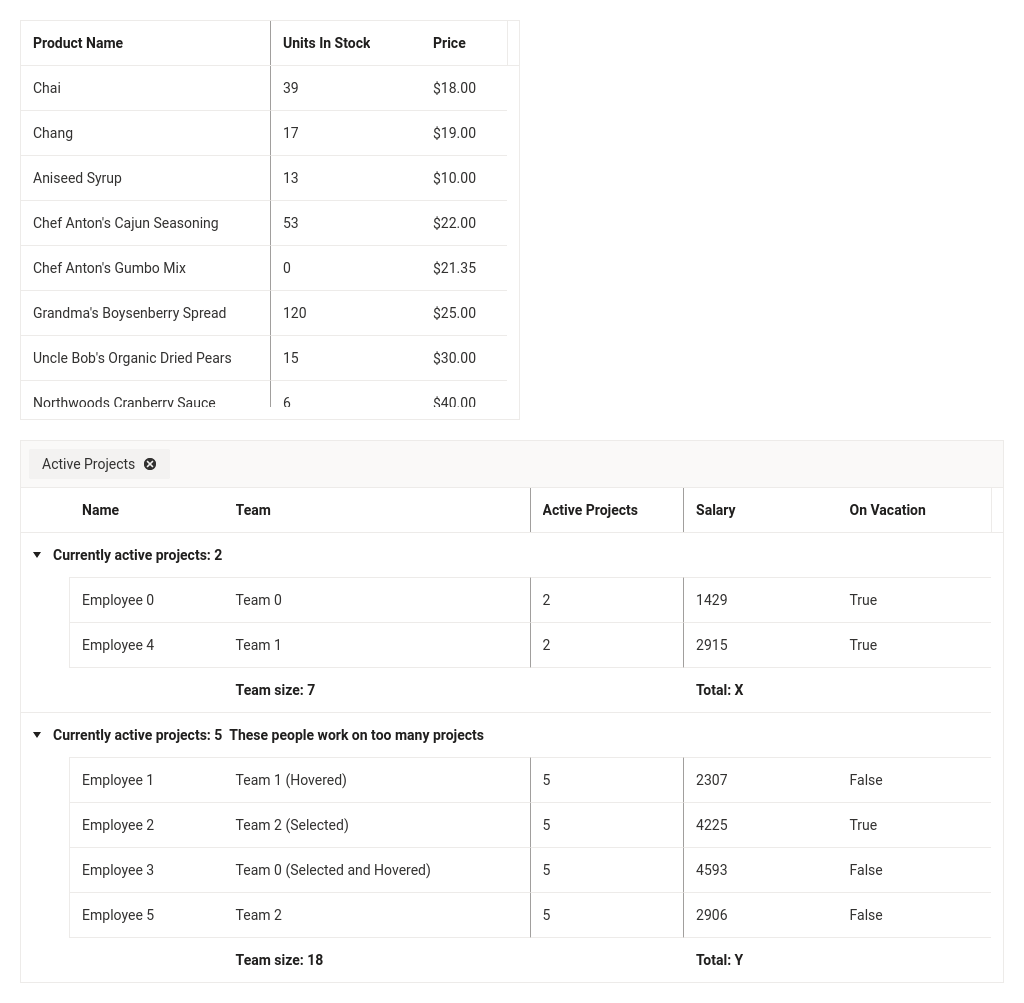 Product Name Units In Stock Price
Chai 39 $18.00
Chang 17 $19.00
Aniseed Syrup 13 $10.00
Chef Anton's Cajun Seasoning 53 $22.00
Chef Anton's Gumbo Mix 0 $21.35
Grandma's Boysenberry Spread 120 $25.00
Uncle Bob's Organic Dried Pears 15 $30.00
Northwoods Cranberry Sauce 6 $40.00
Active Projects
Name Team Active Projects Salary On Vacation
Currently active projects: 2
Employee 0 Team 0 2 1429 True
Employee 4 Team 1 2 2915 True
Team size: 7 Total: X
Currently active projects: 5 These people work on too many projects
Employee 1 Team 1 (Hovered) 5 2307 False
Employee 2 Team 2 (Selected) 5 4225 True
Employee 3 Team 0 (Selected and Hovered) 5 4593 False
Employee 5 Team 2 5 2906 False
Team size: 18 Total: Y